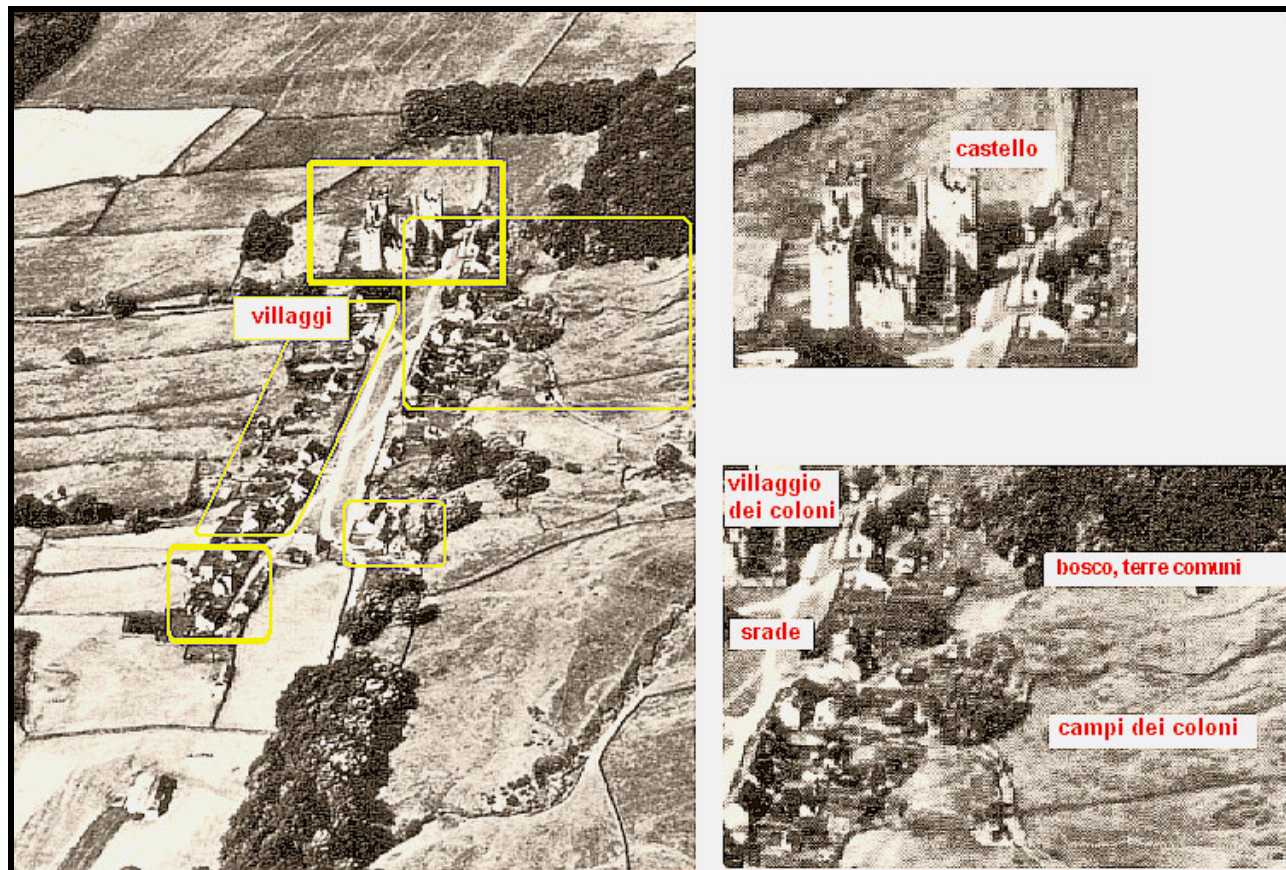 villaggi
castello
villaggio
dei coloni
bosco, terre comuni
srade
campi dei coloni